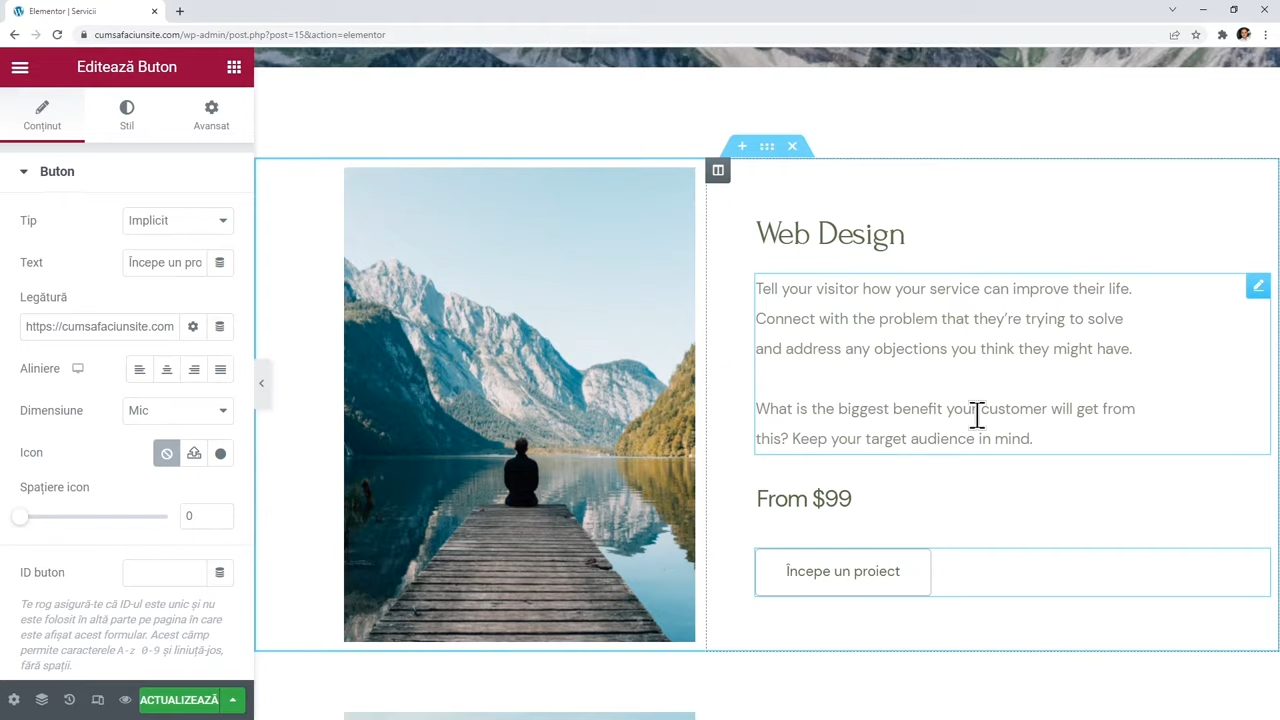 Elementor | Servicii
cumsafaciunsite.com/wp-admin/post.php?post=15&action=elementor
Editează Buton
Conținut
Stil
Avansat
Buton
Tip
Implicit
Text
Începe un pro
Legătură
https://cumsafaciunsite.com
Aliniere
Dimensiune
Mic
Icon
Spațiere icon
0
ID buton
Te rog asigură-te că ID-ul este unic și nu
este folosit în altă parte pe pagina în care
este afișat acest formular. Acest câmp
permite caracterele A-z 0-9 și liniuță-jos,
fără spații.
ACTUALIZEAZĂ
Web Design
Tell your visitor how your service can improve their life.
Connect with the problem that they're trying to solve
and address any objections you think they might have.
What is the biggest benefit your customer will get from
this? Keep your target audience in mind.
From $99
Începe un proiect